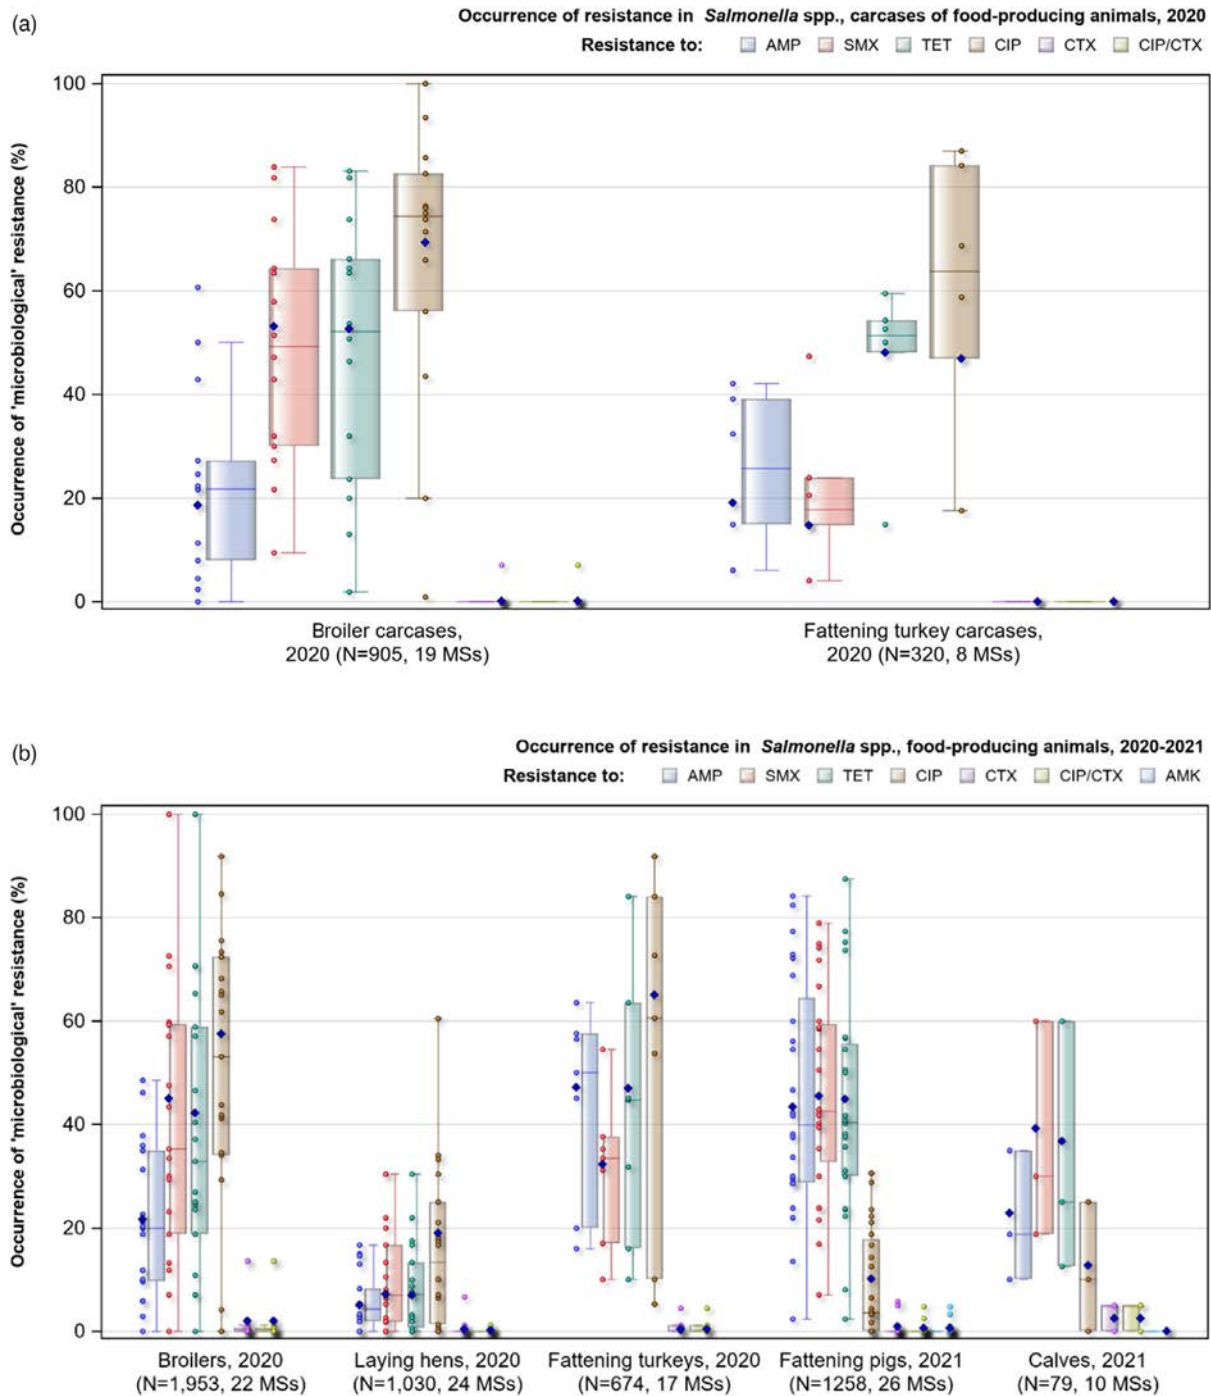 (a)
Occurrence of resistance in Salmonella spp., carcases of food-producing animals, 2020
Resistance to: AMP SMX TET CIP CTX CIP/CTX
Occurrence of 'microbiological' resistance (%)
100
80
60
40
20
0
Broiler carcases,
2020 (N=905, 19 MSs)
Fattening turkey carcases,
2020 (N=320, 8 MSs)
(b)
Occurrence of resistance in Salmonella spp., food-producing animals, 2020-2021
Resistance to: AMP SMX TET CIP CTX CIP/CTX AMK
Occurrence of 'microbiological' resistance (%)
100
80
60
40
20
0
Broilers, 2020
(N=1,953, 22 MSs)
Laying hens, 2020
(N=1,030, 24 MSs)
Fattening turkeys, 2020
(N=674, 17 MSs)
Fattening pigs, 2021
(N=1258, 26 MSs)
Calves, 2021
(N=79, 10 MSs)